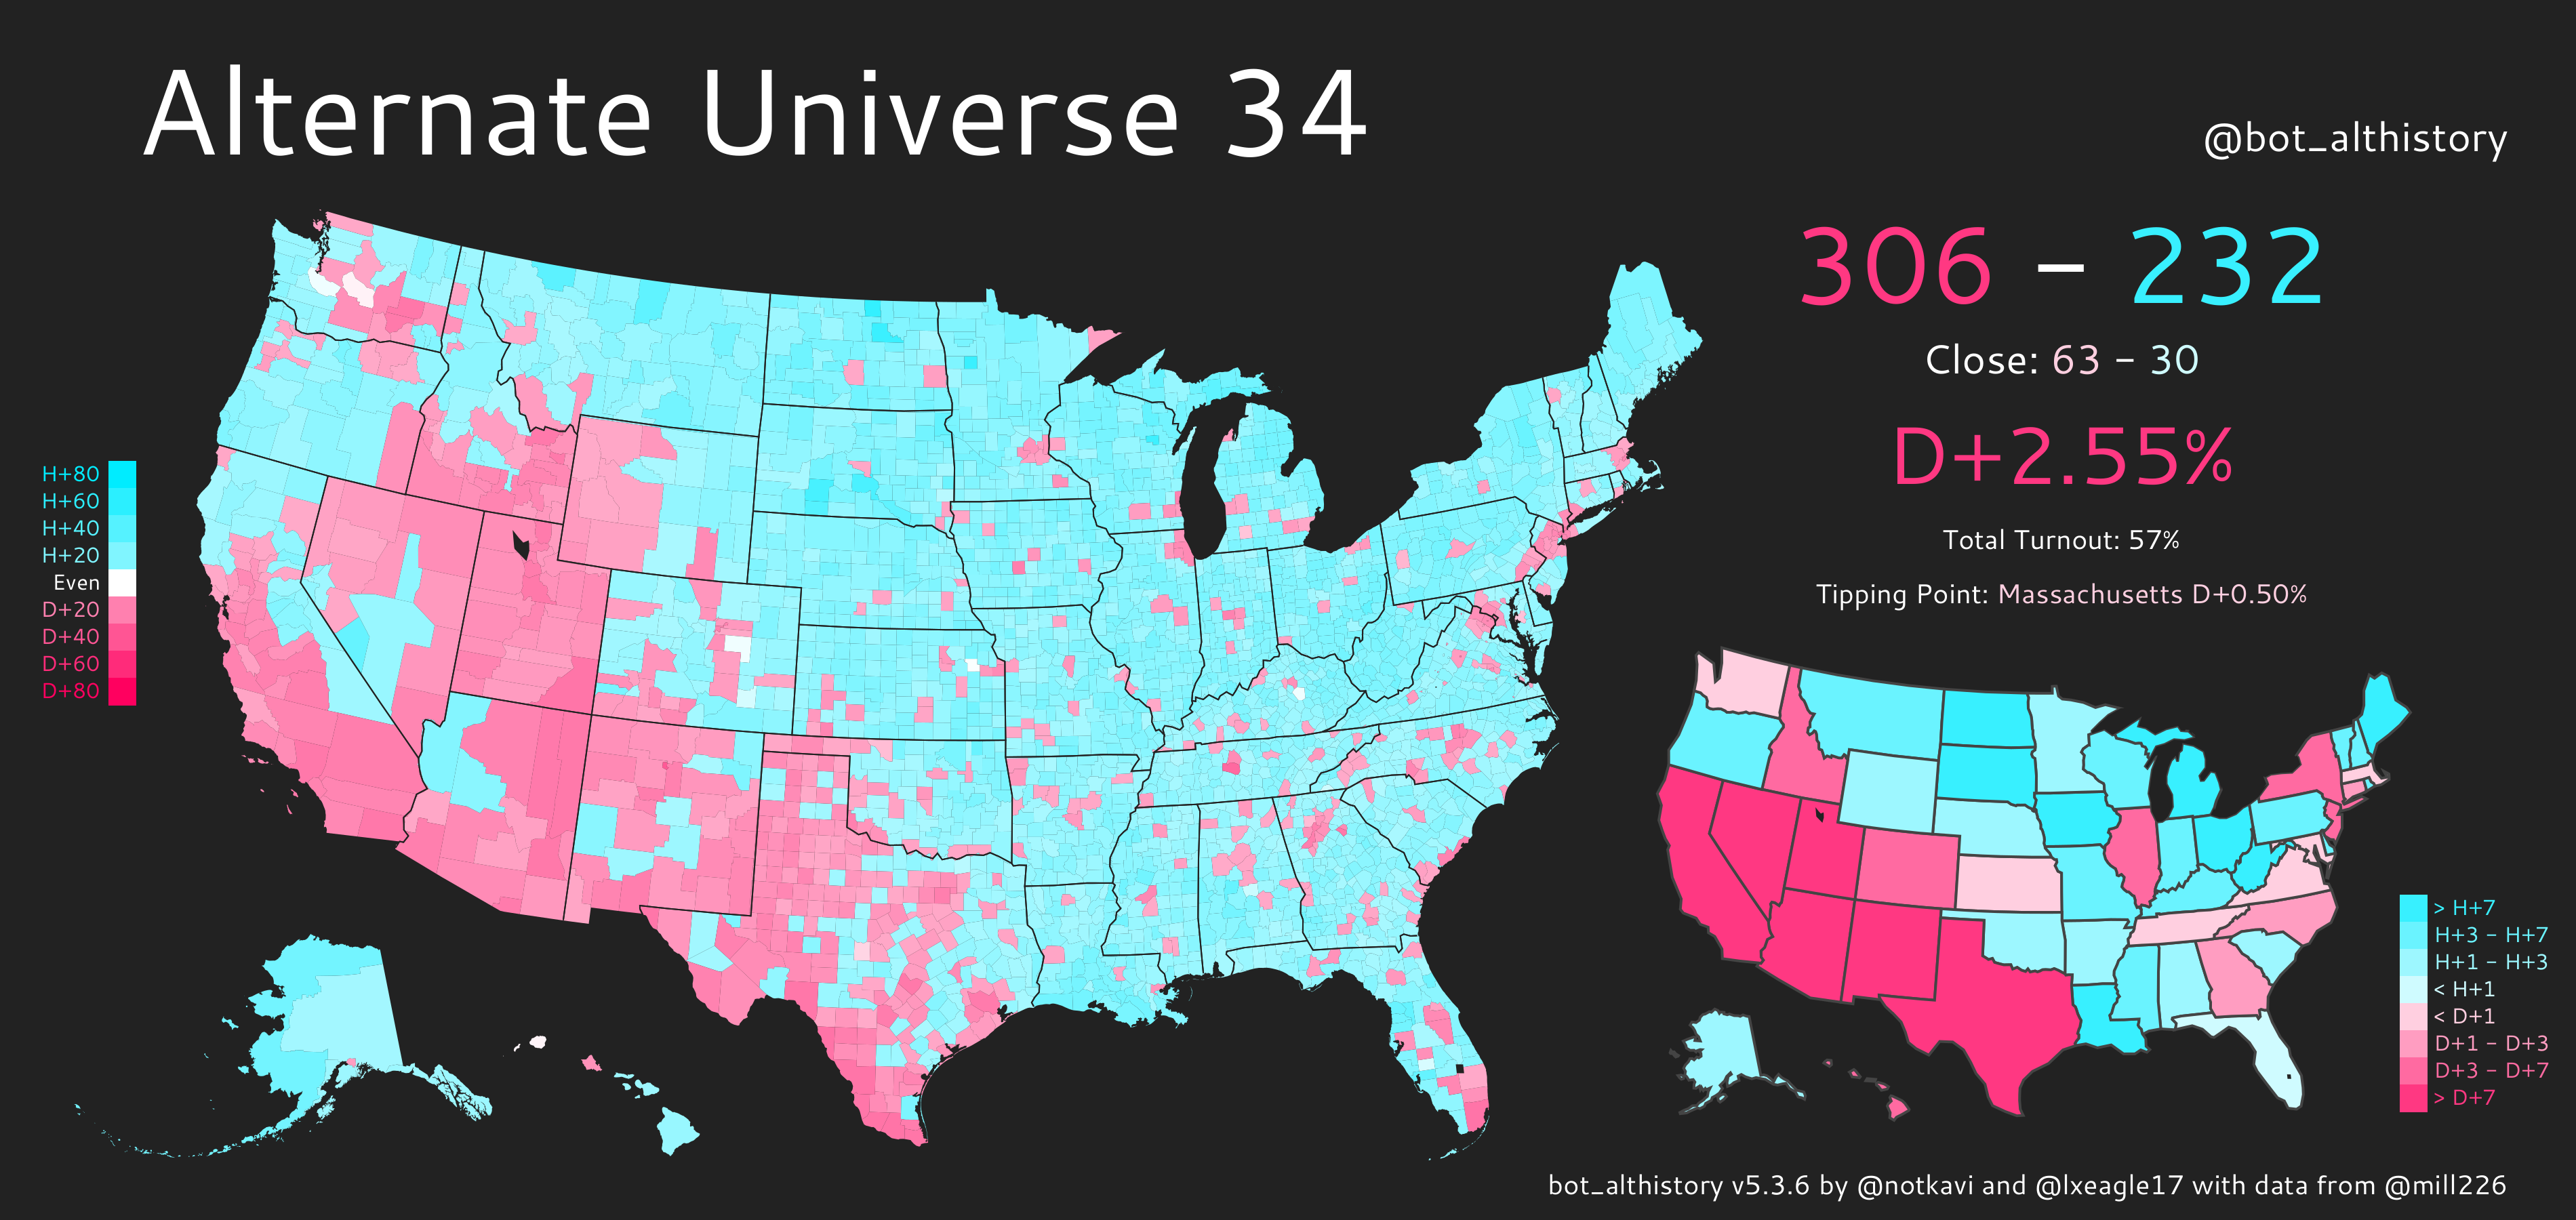 Alternate Universe 34
@bot_althistory
306 – 232
Close: 63 – 30
D+2.55%
Total Turnout: 57%
Tipping Point: Massachusetts D+0.50%
H+80
H+60
H+40
H+20
Even
D+20
D+40
D+60
D+80
> H+7
H+3 – H+7
H+1 – H+3
< H+1
< D+1
D+1 – D+3
D+3 – D+7
> D+7
bot_althistory v5.3.6 by @notkavi and @lxeagle17 with data from @mill226